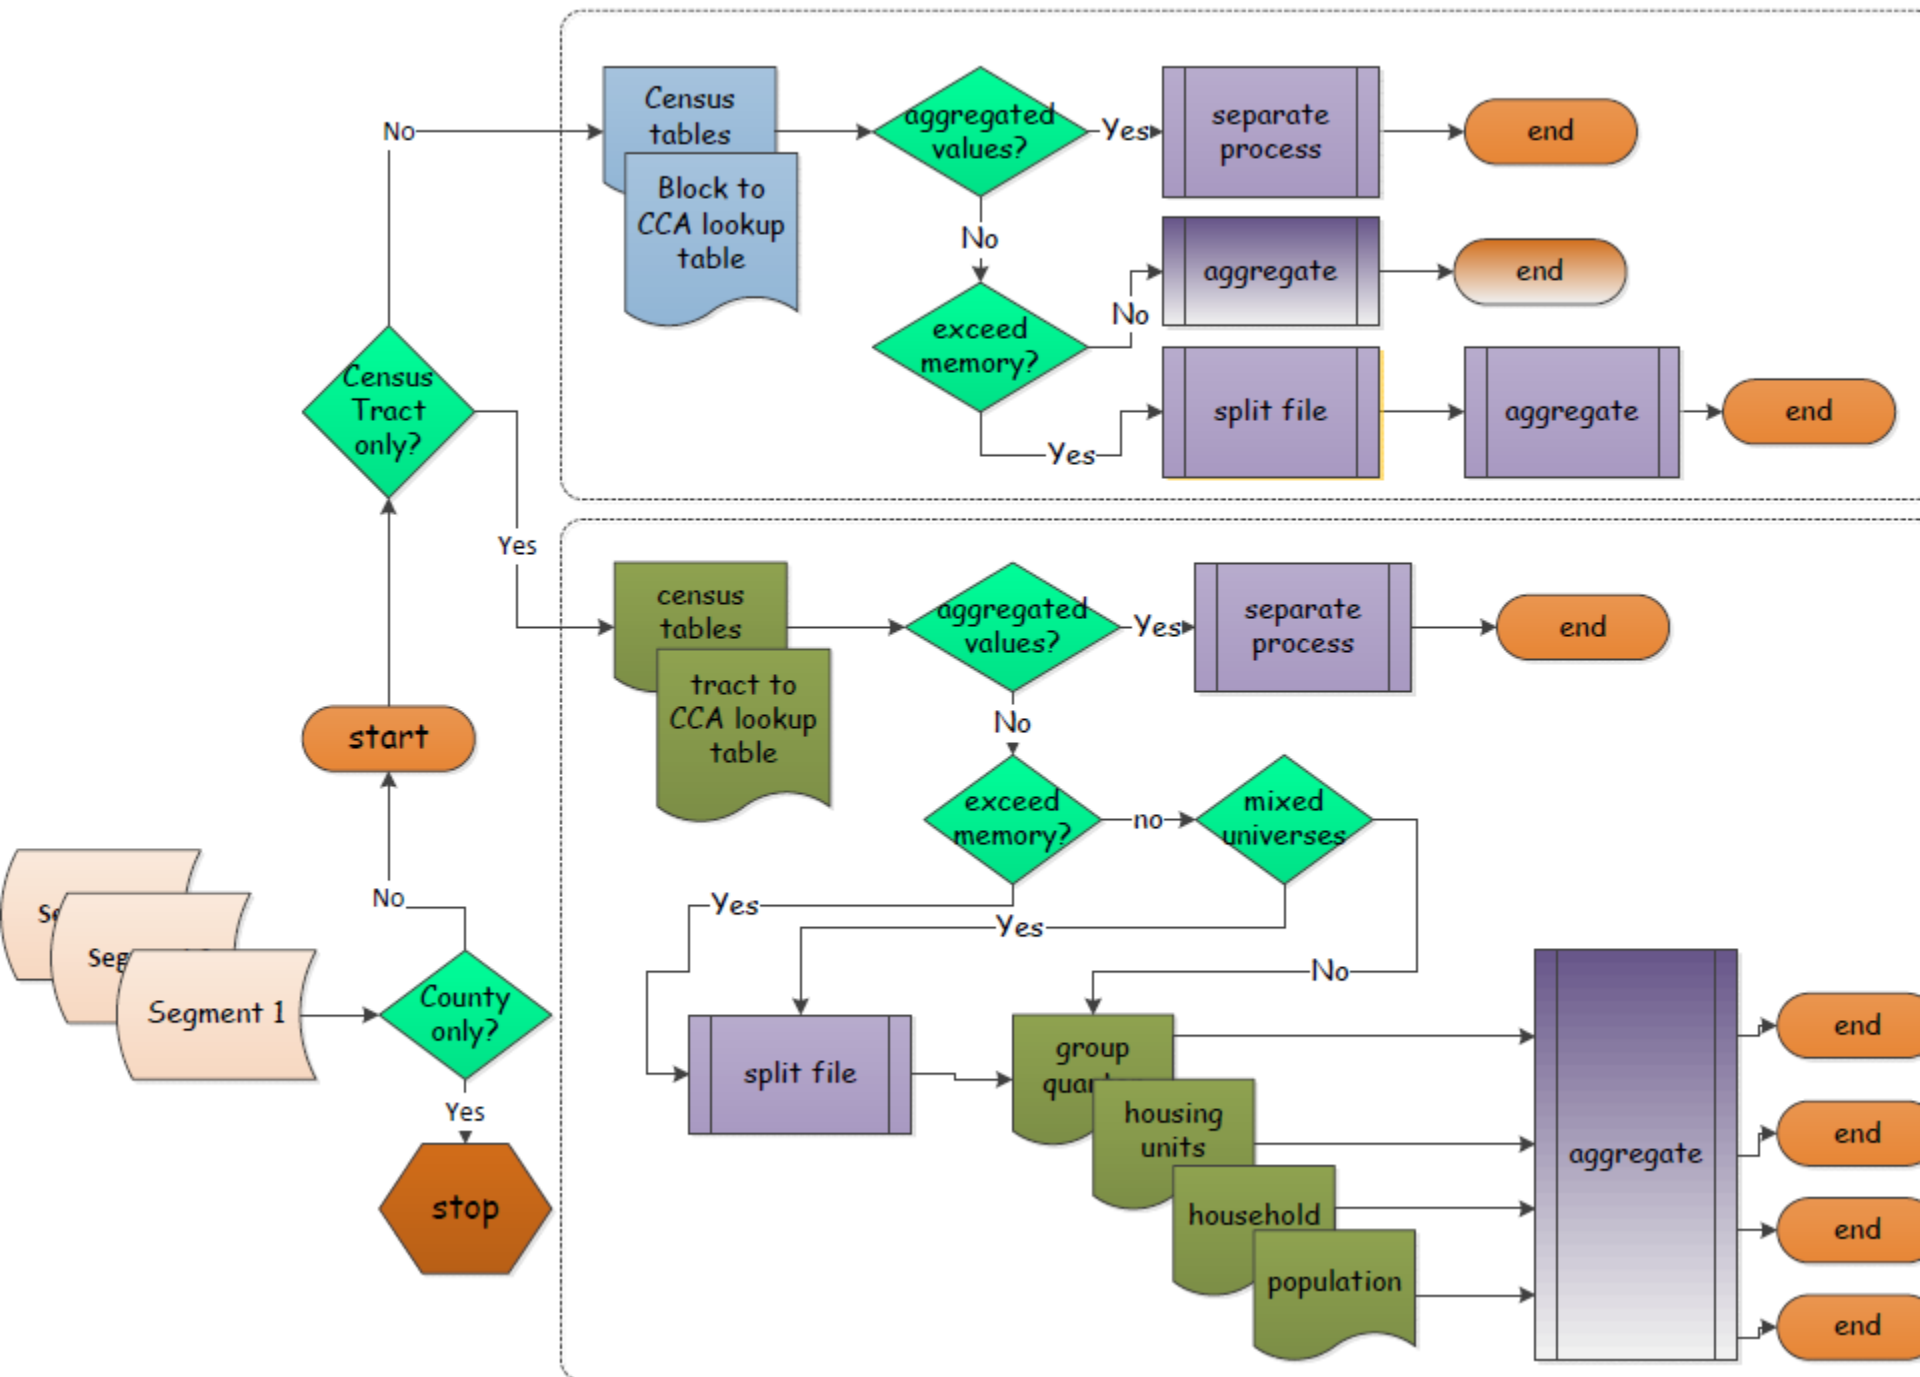 No
Census
tables
Block to
CCA lookup
table
aggregated
values?
Yes
separate
process
end
No
exceed
memory?
No
aggregate
end
Yes
split file
aggregate
end
Census
Tract
only?
Yes
start
No
Segment 1
County
only?
Yes
stop
census
tables
tract to
CCA lookup
table
aggregated
values?
Yes
separate
process
end
No
exceed
memory?
no
mixed
universes
Yes
Yes
No
split file
group
housing
units
household
population
aggregate
end
end
end
end